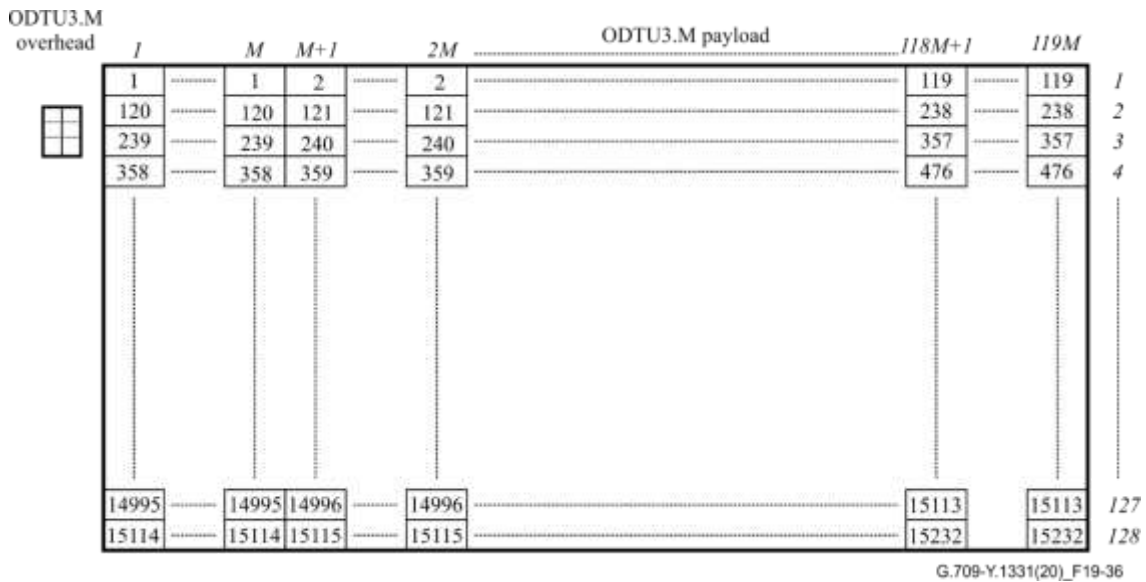 ODTU3.M
overhead
1 M M+1 2M ODTU3.M payload 118M+1 119M
1 1 2 2 119 119 1
120 120 121 121 238 238 2
239 239 240 240 357 357 3
358 358 359 359 476 476 4
14995 14995 14996 14996 15113 15113 127
15114 15114 15115 15115 15232 15232 128
G.709-Y.1331(20)_F19-36